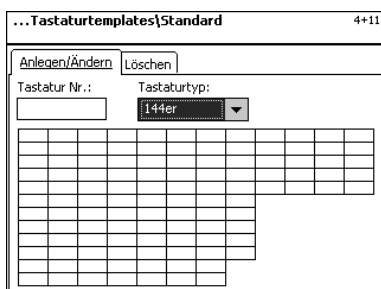 ...Tastaturtemplates\Standard 4+11
Anlegen/Ändern Löschen
Tastatur Nr.: Tastaturtyp:
144er